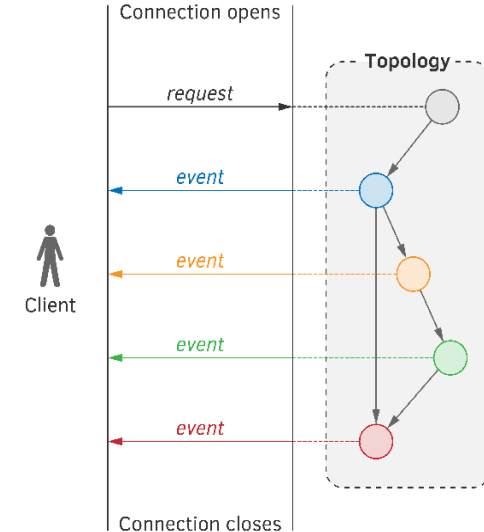 Connection opens
Topology
request
event
event
Client
event
event
Connection closes